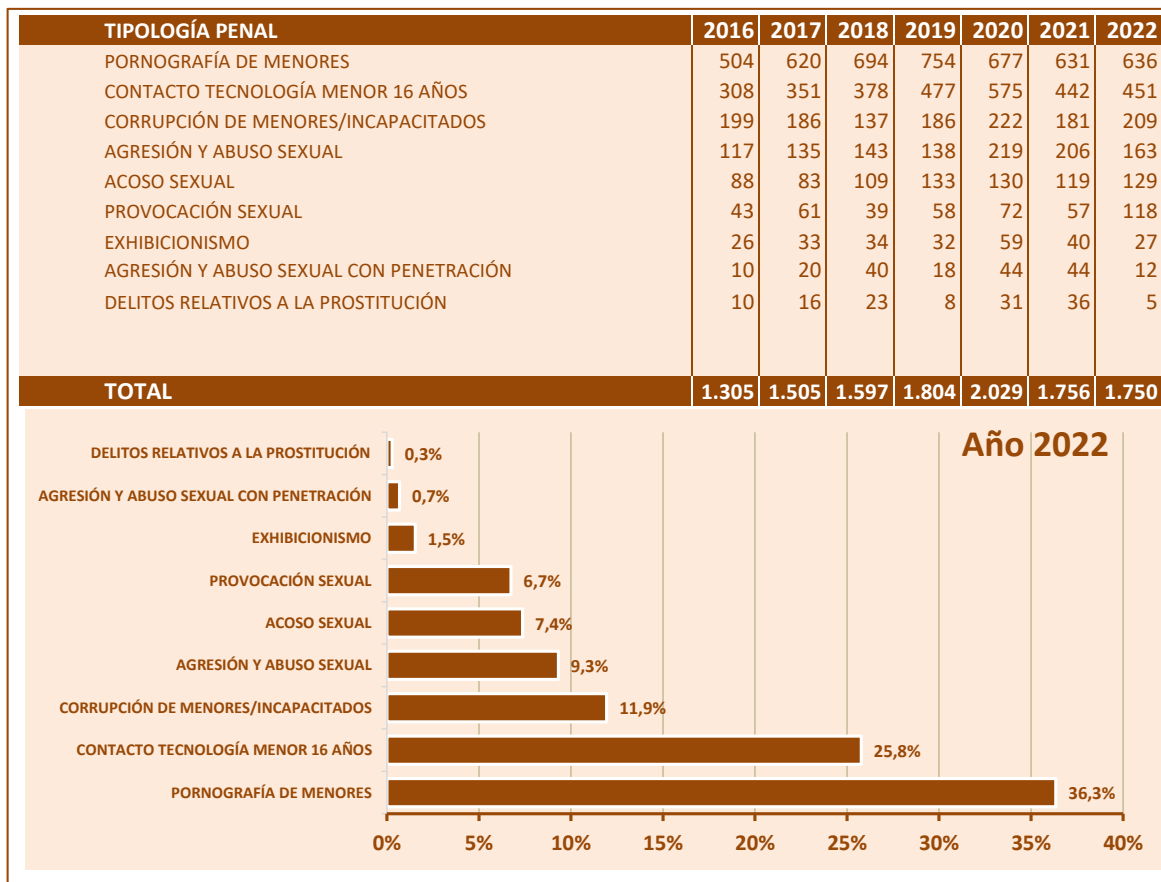 TIPOLOGÍA PENAL 2016 2017 2018 2019 2020 2021 2022
PORNOGRAFÍA DE MENORES 504 620 694 754 677 631 636
CONTACTO TECNOLOGÍA MENOR 16 AÑOS 308 351 378 477 575 442 451
CORRUPCIÓN DE MENORES/INCAPACITADOS 199 186 137 186 222 181 209
AGRESIÓN Y ABUSO SEXUAL 117 135 143 138 219 206 163
ACOSO SEXUAL 88 83 109 133 130 119 129
PROVOCACIÓN SEXUAL 43 61 39 58 72 57 118
EXHIBICIONISMO 26 33 34 32 59 40 27
AGRESIÓN Y ABUSO SEXUAL CON PENETRACIÓN 10 20 40 18 44 44 12
DELITOS RELATIVOS A LA PROSTITUCIÓN 10 16 23 8 31 36 5
TOTAL 1.305 1.505 1.597 1.804 2.029 1.756 1.750
Año 2022
DELITOS RELATIVOS A LA PROSTITUCIÓN 0,3%
AGRESIÓN Y ABUSO SEXUAL CON PENETRACIÓN 0,7%
EXHIBICIONISMO 1,5%
PROVOCACIÓN SEXUAL 6,7%
ACOSO SEXUAL 7,4%
AGRESIÓN Y ABUSO SEXUAL 9,3%
CORRUPCIÓN DE MENORES/INCAPACITADOS 11,9%
CONTACTO TECNOLOGÍA MENOR 16 AÑOS 25,8%
PORNOGRAFÍA DE MENORES 36,3%
0% 5% 10% 15% 20% 25% 30% 35% 40%